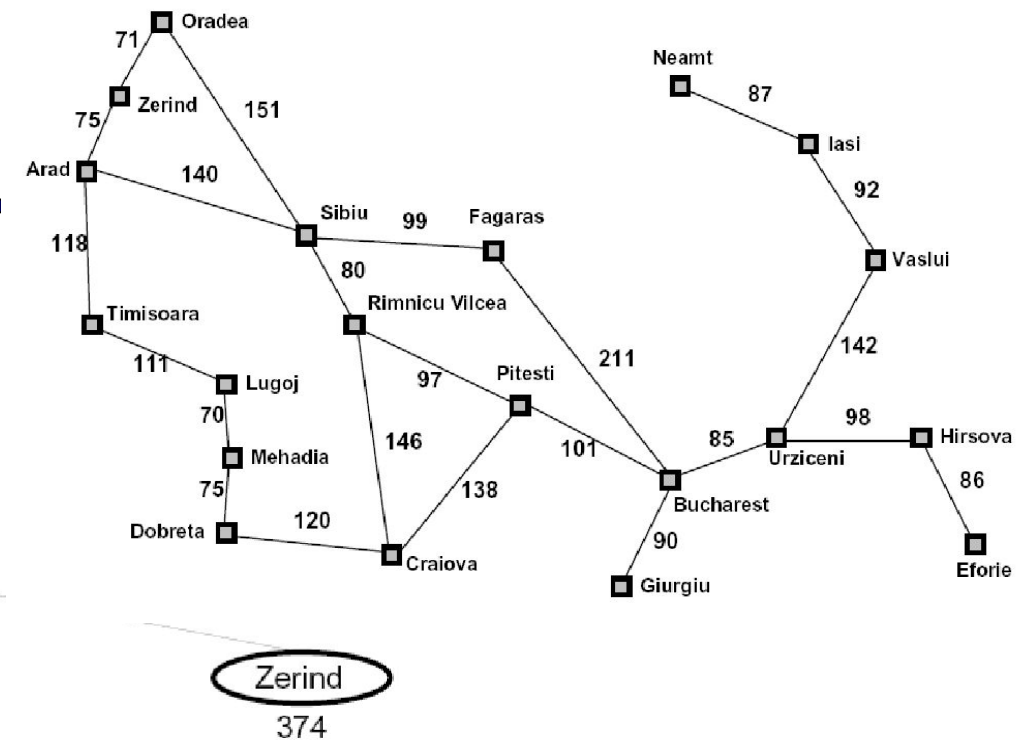 Oradea
71
Neamt
87
Zerind
151
75
Iasi
Arad
140
92
Sibiu
99
Fagaras
118
Vaslui
80
Rimnicu Vilcea
Timisoara
142
211
111
97
Pitesti
Lugoj
70
98
146
101
85
Hirsova
Mehadia
Urziceni
75
138
86
Bucharest
Dobreta
120
90
Craiova
Eforie
Giurgiu
Zerind
374